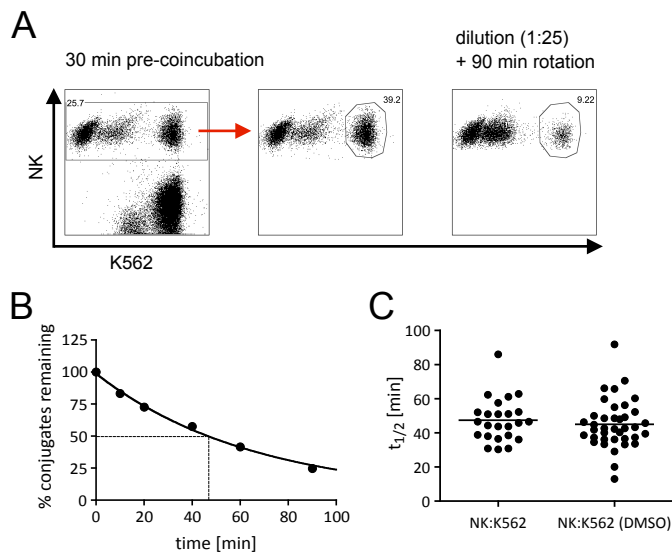 A
30 min pre-coincubation
dilution (1:25)
+ 90 min rotation
25.7
39.2
9.22
NK
K562
B
% conjugates remaining
125
100
75
50
25
0
0 20 40 60 80 100
time [min]
C
t1/2 [min]
100
80
60
40
20
0
NK:K562 NK:K562 (DMSO)